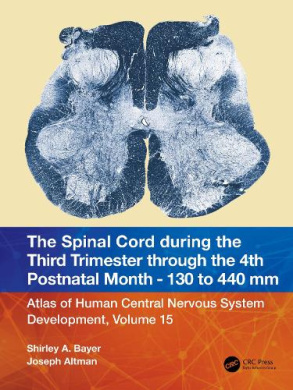 The Spinal Cord during the
Third Trimester through the 4th
Postnatal Month - 130 to 440 mm
Atlas of Human Central Nervous System
Development, Volume 15
Shirley A. Bayer
Joseph Altman
CRC Press